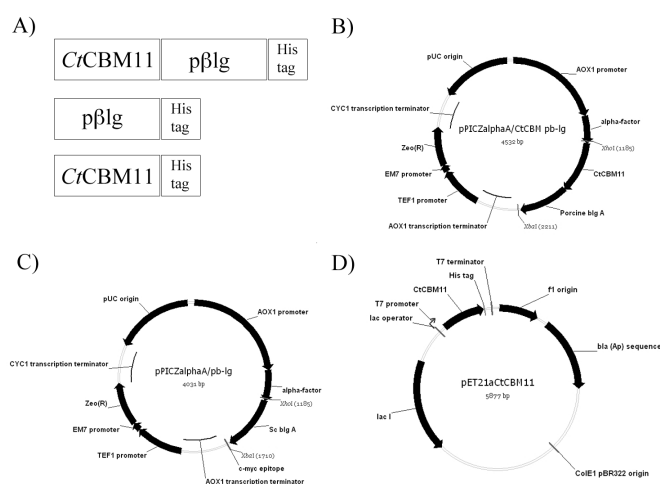 A)
CtCBM11
pβlg
His
tag
pβlg
His
tag
CtCBM11
His
tag
B)
pUC origin
AOX1 promoter
CYC1 transcription terminator
pPICZalphaA/CtCBM pb-lg
4532 bp
alpha-factor
XhoI (1185)
Zeo(R)
CtCBM11
EM7 promoter
TEF1 promoter
Porcine blg A
XbaI (2211)
AOX1 transcription terminator
C)
pUC origin
AOX1 promoter
CYC1 transcription terminator
pPICZalphaA/pb-lg
4031 bp
alpha-factor
XhoI (1185)
Zeo(R)
Sc blg A
EM7 promoter
XbaI (1710)
TEF1 promoter
c-myc epitope
AOX1 transcription terminator
D)
T7 terminator
His tag
CtCBM11
f1 origin
T7 promoter
lac operator
bla (Ap) sequence
pET21aCtCBM11
5877 bp
lac I
ColE1 pBR322 origin